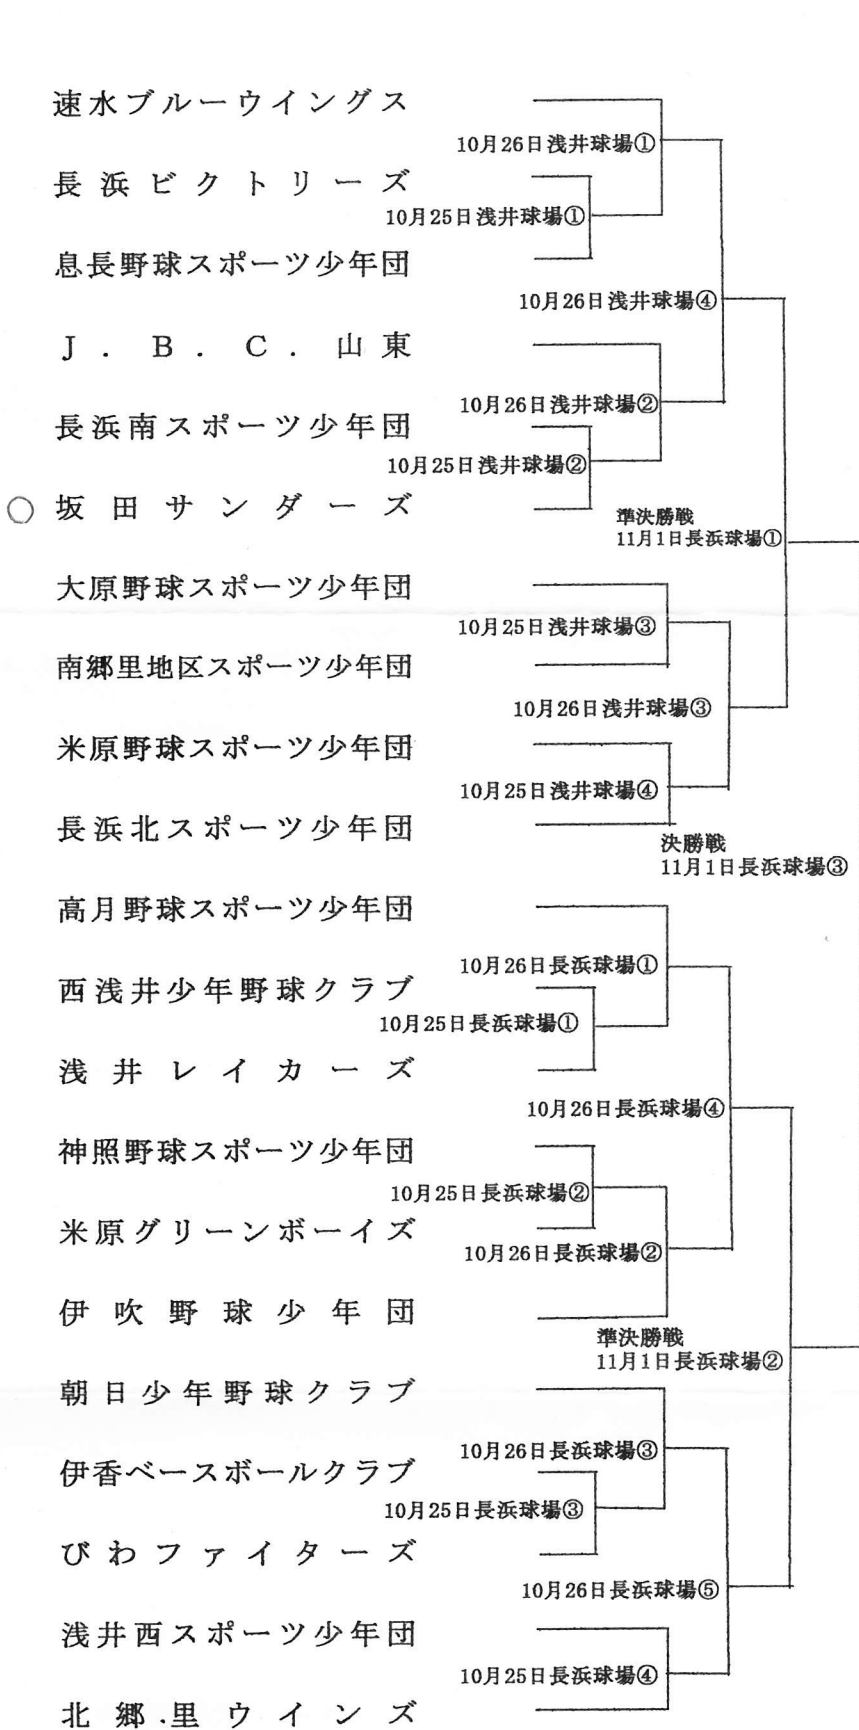 速水ブルーウイングス
10月26日浅井球場①
長浜ビクトリーズ
10月25日浅井球場①
息長野球スポーツ少年団
10月26日浅井球場④
J．B．C．山東
10月26日浅井球場②
長浜南スポーツ少年団
10月25日浅井球場②
○坂田サンダーズ
準決勝戦
11月1日長浜球場①
大原野球スポーツ少年団
10月25日浅井球場③
南郷里地区スポーツ少年団
10月26日浅井球場③
米原野球スポーツ少年団
10月25日浅井球場④
長浜北スポーツ少年団
決勝戦
11月1日長浜球場③
高月野球スポーツ少年団
10月26日長浜球場①
西浅井少年野球クラブ
10月25日長浜球場①
浅井レイカーズ
10月26日長浜球場④
神照野球スポーツ少年団
10月25日長浜球場②
米原グリーンボーイズ
10月26日長浜球場②
伊吹野球少年団
準決勝戦
11月1日長浜球場②
朝日少年野球クラブ
10月26日長浜球場③
伊香ベースボールクラブ
10月25日長浜球場③
びわファイターズ
10月26日長浜球場⑤
浅井西スポーツ少年団
10月25日長浜球場④
北郷里ウインズ